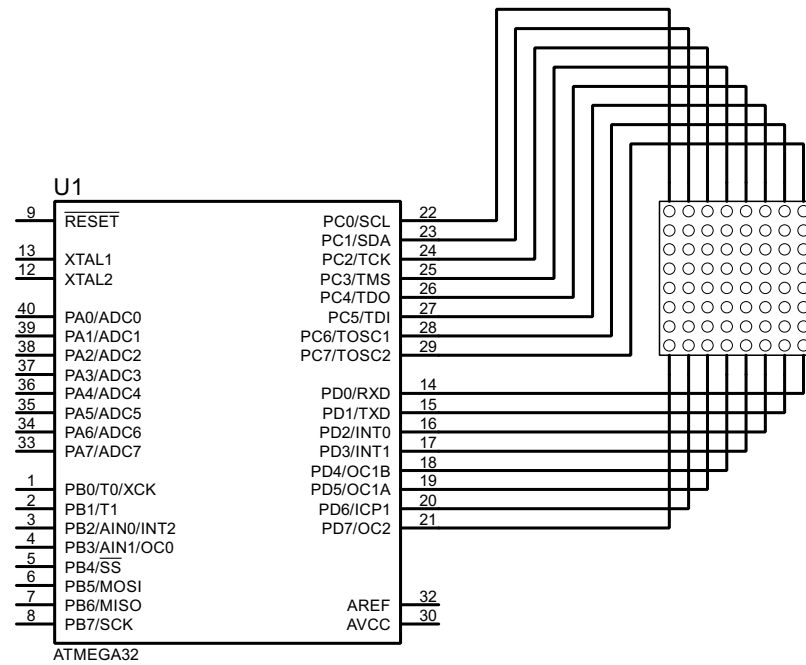 U1
9 RESET PC0/SCL 22
PC1/SDA 23
13 XTAL1 PC2/TCK 24
12 XTAL2 PC3/TMS 25
PC4/TDO 26
40 PA0/ADC0 PC5/TDI 27
39 PA1/ADC1 PC6/TOSC1 28
38 PA2/ADC2 PC7/TOSC2 29
37 PA3/ADC3
36 PA4/ADC4 PD0/RXD 14
35 PA5/ADC5 PD1/TXD 15
34 PA6/ADC6 PD2/INT0 16
33 PA7/ADC7 PD3/INT1 17
PD4/OC1B 18
1 PB0/T0/XCK PD5/OC1A 19
2 PB1/T1 PD6/ICP1 20
3 PB2/AIN0/INT2 PD7/OC2 21
4 PB3/AIN1/OC0
5 PB4/SS
6 PB5/MOSI
7 PB6/MISO AREF 32
8 PB7/SCK AVCC 30
ATMEGA32